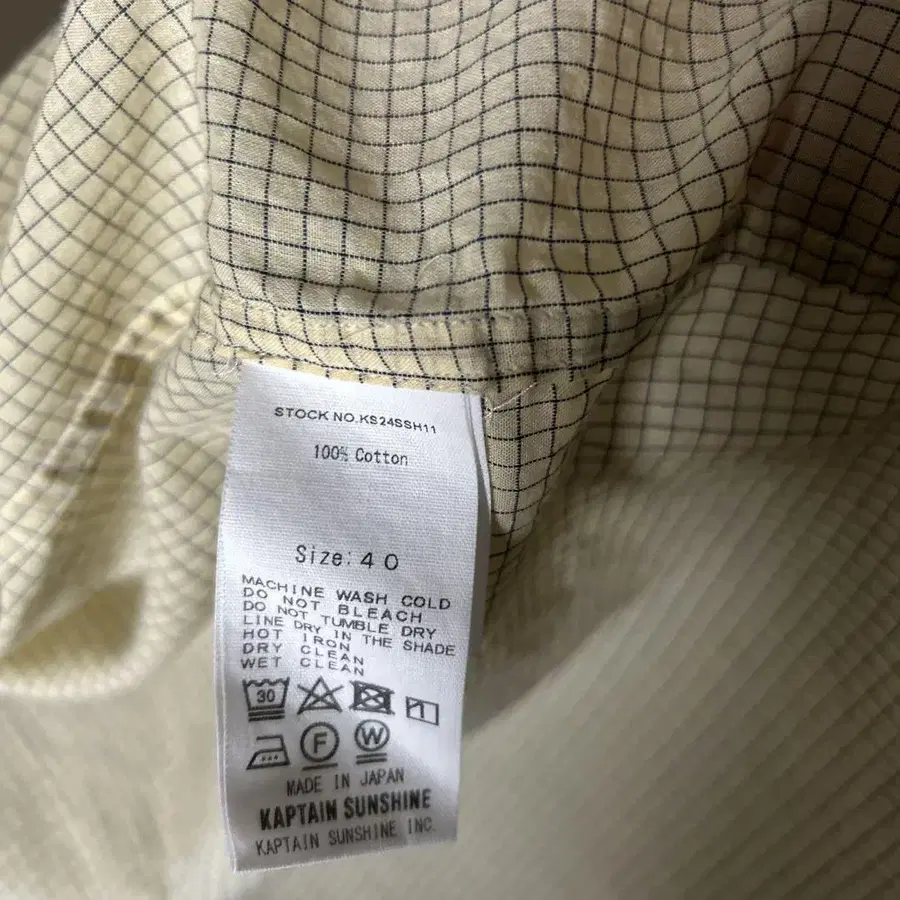 STOCK NO.KS24SSH11
100% Cotton
Size: 40
MACHINE WASH COLD
DO NOT BLEACH
DO NOT TUMBLE DRY
LINE DRY IN THE SHADE
HOT IRON
DRY CLEAN
WET CLEAN
30
F W
MADE IN JAPAN
KAPTAIN SUNSHINE
KAPTAIN SUNSHINE INC.